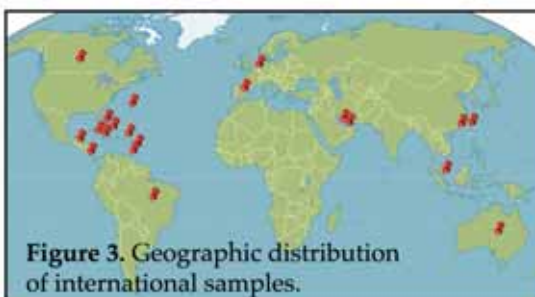 Figure 3. Geographic distribution
of international samples.